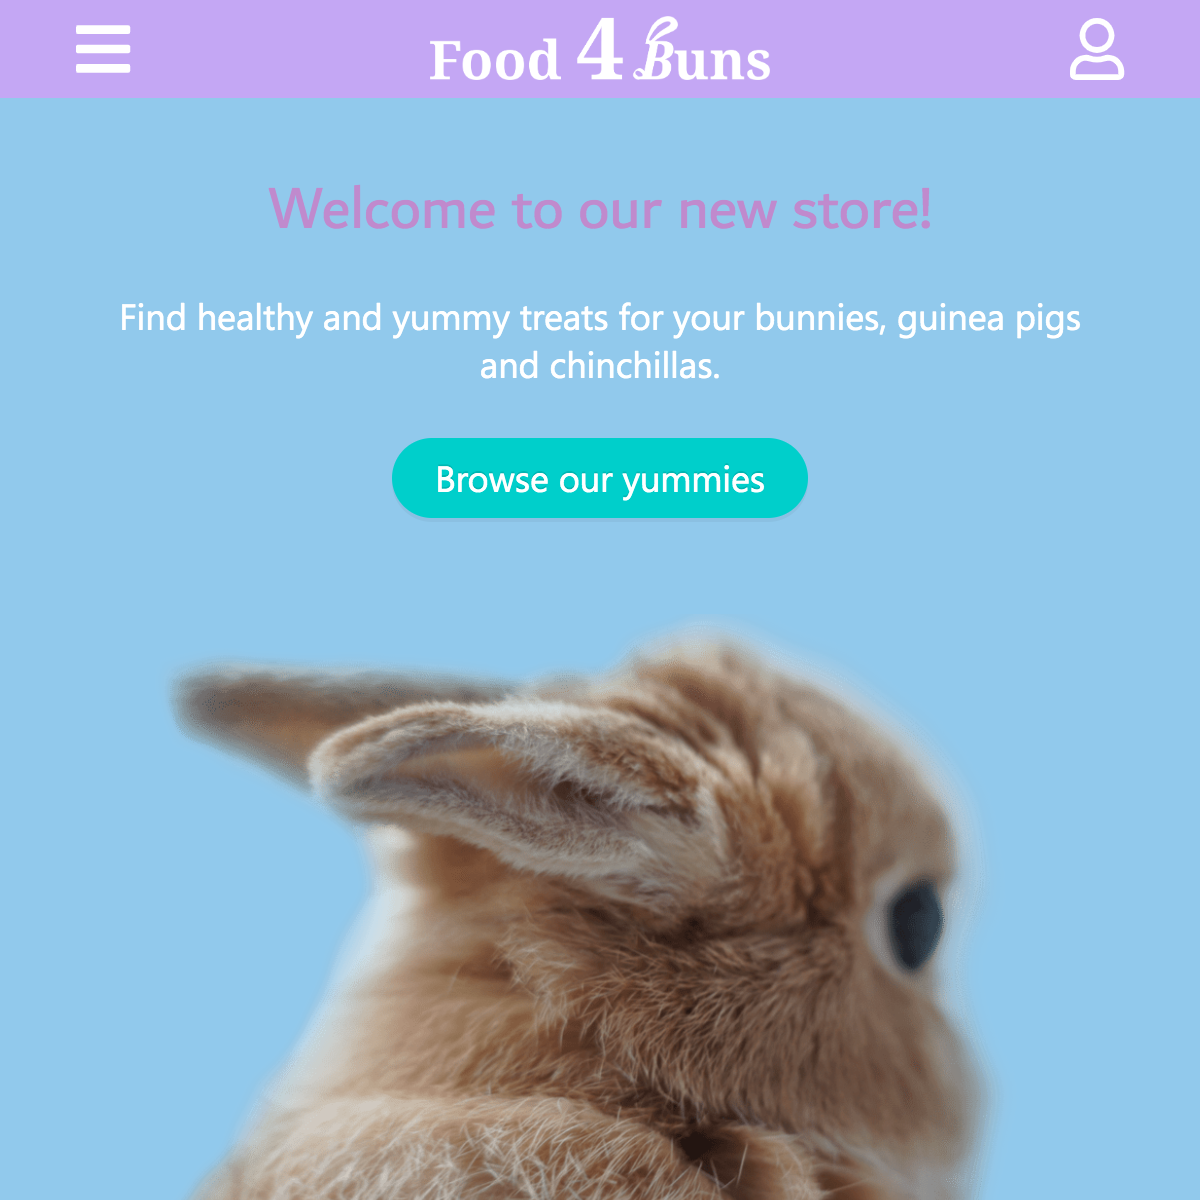 Food 4 Buns
Welcome to our new store!
Find healthy and yummy treats for your bunnies, guinea pigs
and chinchillas.
Browse our yummies